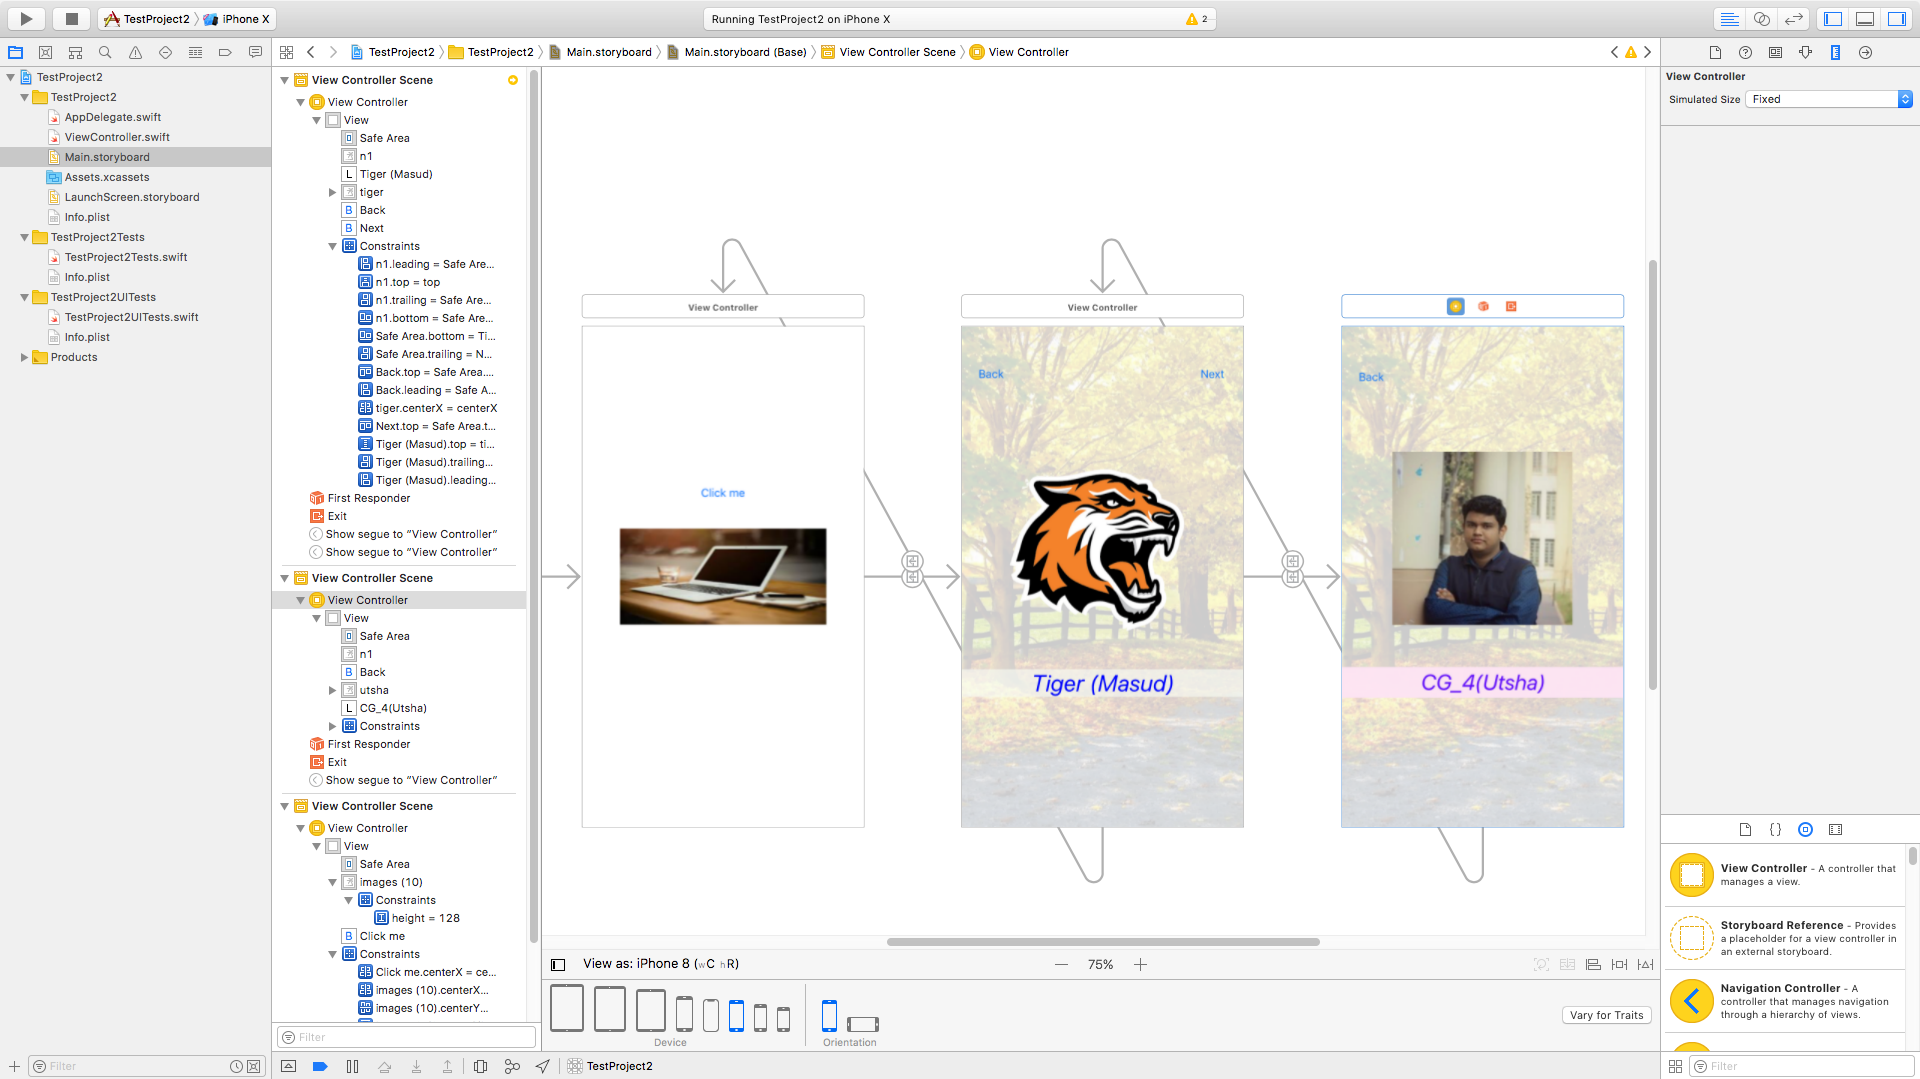 TestProject2 iPhone X
Running TestProject2 on iPhone X
2
TestProject2 TestProject2 Main.storyboard Main.storyboard (Base) View Controller Scene View Controller
TestProject2
TestProject2
AppDelegate.swift
ViewController.swift
Main.storyboard
Assets.xcassets
LaunchScreen.storyboard
Info.plist
TestProject2Tests
TestProject2Tests.swift
Info.plist
TestProject2UITests
TestProject2UITests.swift
Info.plist
Products
Filter
View Controller Scene
View Controller
View
Safe Area
n1
L Tiger (Masud)
tiger
B Back
B Next
Constraints
n1.leading = Safe Are...
n1.top = top
n1.trailing = Safe Are...
n1.bottom = Safe Are...
Safe Area.bottom = Ti...
Safe Area.trailing = N...
Back.top = Safe Area....
Back.leading = Safe A...
tiger.centerX = centerX
Next.top = Safe Area.t...
Tiger (Masud).top = ti...
Tiger (Masud).trailing...
Tiger (Masud).leading...
First Responder
Exit
Show segue to "View Controller"
Show segue to "View Controller"
View Controller Scene
View Controller
View
Safe Area
n1
B Back
utsha
L CG_4(Utsha)
Constraints
First Responder
Exit
Show segue to "View Controller"
View Controller Scene
View Controller
View
Safe Area
images (10)
Constraints
height = 128
B Click me
Constraints
Click me.centerX = ce...
images (10).centerX...
images (10).centerY...
Filter
View Controller
Click me
View Controller
Back Next
Tiger (Masud)
Back
CG_4(Utsha)
View as: iPhone 8 (wC hR)
75%
Device
Orientation
Vary for Traits
TestProject2
View Controller
Simulated Size Fixed
View Controller - A controller that
manages a view.
Storyboard Reference - Provides
a placeholder for a view controller in
an external storyboard.
Navigation Controller - A
controller that manages navigation
through a hierarchy of views.
Filter